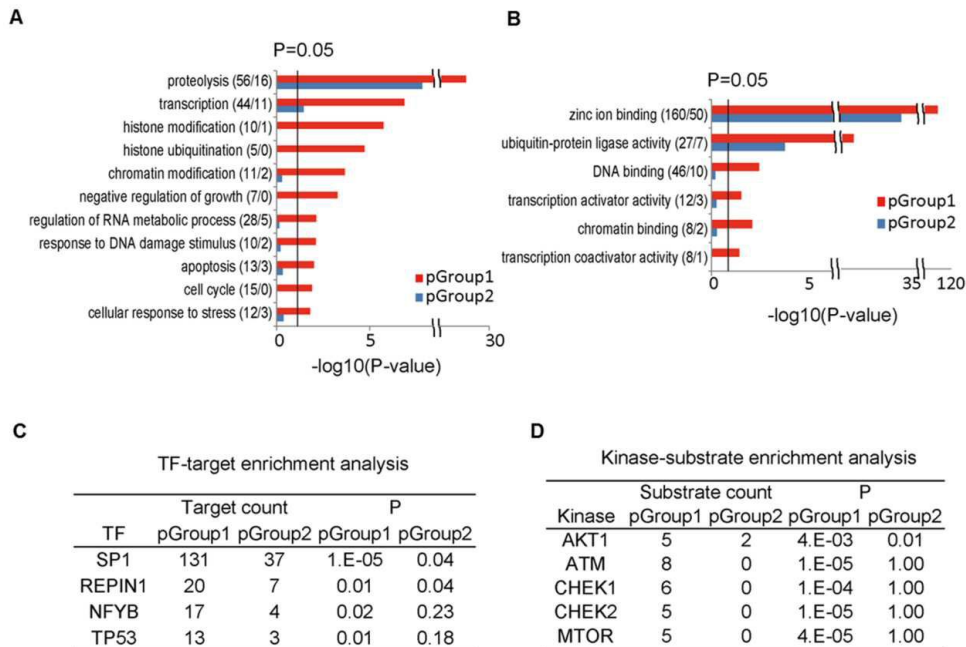 A
P=0.05
proteolysis (56/16)
transcription (44/11)
histone modification (10/1)
histone ubiquitination (5/0)
chromatin modification (11/2)
negative regulation of growth (7/0)
regulation of RNA metabolic process (28/5)
response to DNA damage stimulus (10/2)
apoptosis (13/3)
cell cycle (15/0)
cellular response to stress (12/3)
pGroup1
pGroup2
0 5 30
-log10(P-value)
B
P=0.05
zinc ion binding (160/50)
ubiquitin-protein ligase activity (27/7)
DNA binding (46/10)
transcription activator activity (12/3)
chromatin binding (8/2)
transcription coactivator activity (8/1)
pGroup1
pGroup2
0 5 35 120
-log10(P-value)
C
TF-target enrichment analysis
Target count P
TF pGroup1 pGroup2 pGroup1 pGroup2
SP1 131 37 1.E-05 0.04
REPIN1 20 7 0.01 0.04
NFYB 17 4 0.02 0.23
TP53 13 3 0.01 0.18
D
Kinase-substrate enrichment analysis
Substrate count P
Kinase pGroup1 pGroup2 pGroup1 pGroup2
AKT1 5 2 4.E-03 0.01
ATM 8 0 1.E-05 1.00
CHEK1 6 0 1.E-04 1.00
CHEK2 5 0 1.E-05 1.00
MTOR 5 0 4.E-05 1.00